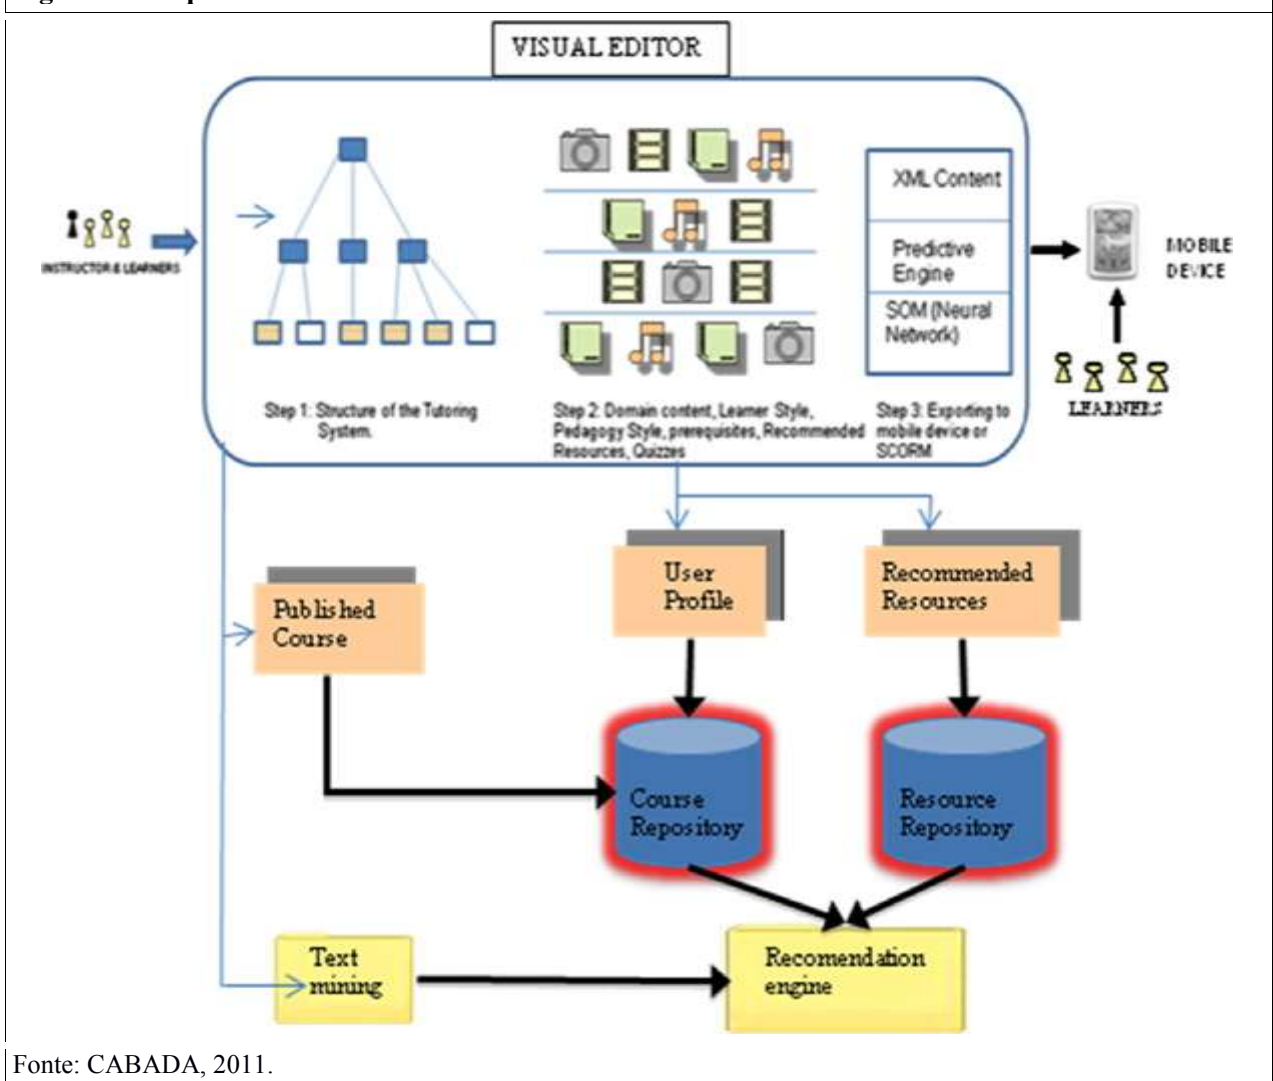 VISUAL EDITOR
INSTRUCTOR & LEARNERS
XML Content
Predictive
Engine
SOM (Neural
Network)
MOBILE
DEVICE
LEARNERS
Step 1: Structure of the Tutoring
System.
Step 2: Domain content, Learner Style,
Pedagogy Style, prerequisites, Recommended
Resources, Quizzes
Step 3: Exporting to
mobile device or
SCORM
Published
Course
User
Profile
Recommended
Resources
Course
Repository
Resource
Repository
Text
mining
Recomendation
engine
Fonte: CABADA, 2011.